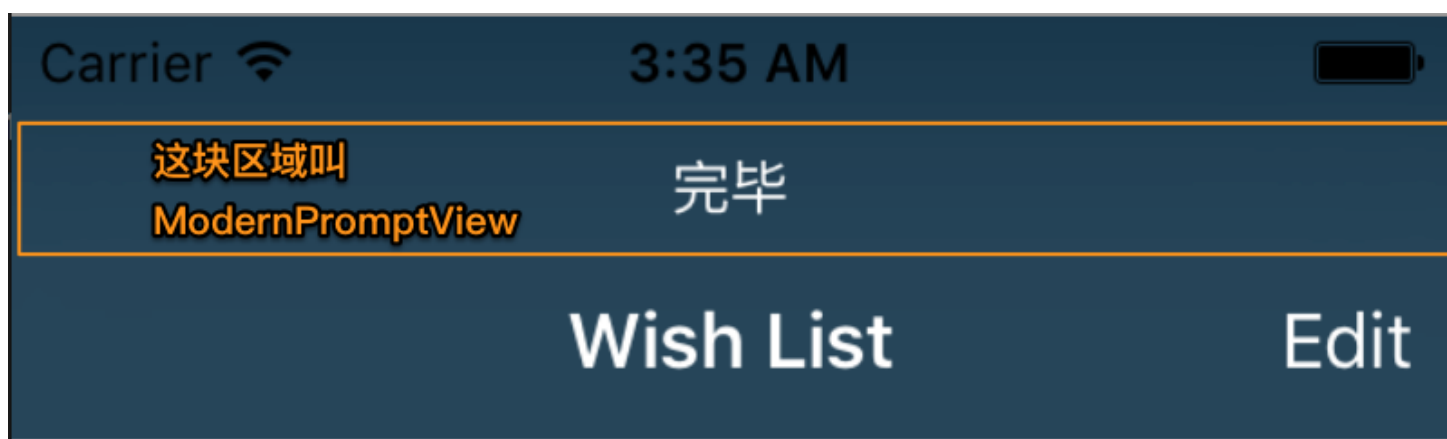 Carrier 3:35 AM
这块区域叫
ModernPromptView
完毕
Wish List Edit